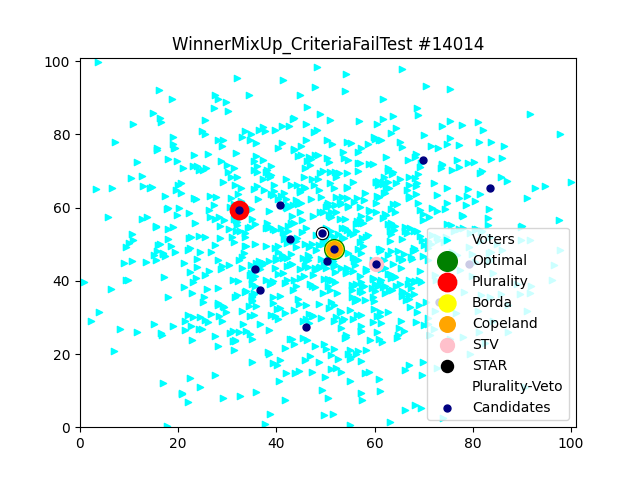 WinnerMixUp_CriteriaFailTest #14014
100
80
60
40
20
0
0
20
40
60
80
100
Voters
Optimal
Plurality
Borda
Copeland
STV
STAR
Plurality-Veto
Candidates